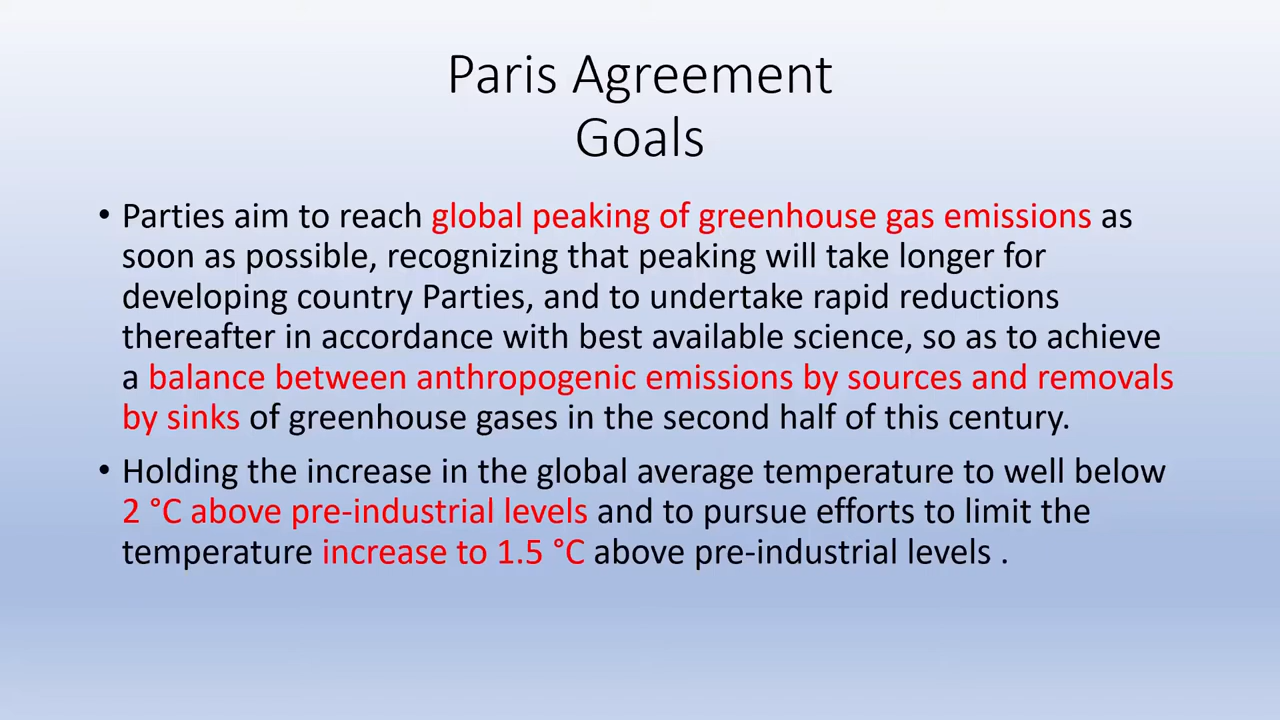 Paris Agreement
Goals
• Parties aim to reach global peaking of greenhouse gas emissions as
soon as possible, recognizing that peaking will take longer for
developing country Parties, and to undertake rapid reductions
thereafter in accordance with best available science, so as to achieve
a balance between anthropogenic emissions by sources and removals
by sinks of greenhouse gases in the second half of this century.
• Holding the increase in the global average temperature to well below
2 °C above pre-industrial levels and to pursue efforts to limit the
temperature increase to 1.5 °C above pre-industrial levels .